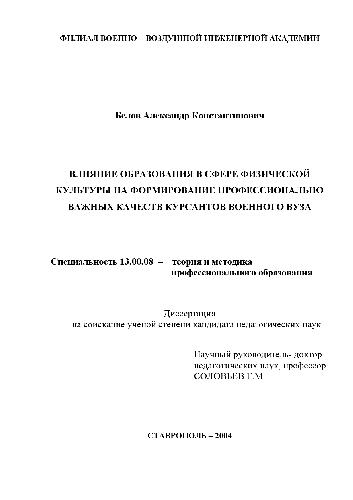 ФИЛИАЛ ВОЕННО – ВОЗДУШНОЙ ИНЖЕНЕРНОЙ АКАДЕМИИ
Белов Александр Константинович
ВЛИЯНИЕ ОБРАЗОВАНИЯ В СФЕРЕ ФИЗИЧЕСКОЙ
КУЛЬТУРЫ НА ФОРМИРОВАНИЕ ПРОФЕССИОНАЛЬНО
ВАЖНЫХ КАЧЕСТВ КУРСАНТОВ ВОЕННОГО ВУЗА
Специальность 13.00.08 – теория и методика
профессионального образования
Диссертация
на соискание ученой степени кандидата педагогических наук
Научный руководитель- доктор
педагогических наук, профессор
СОЛОВЬЕВ Г.М.
СТАВРОПОЛЬ – 2004